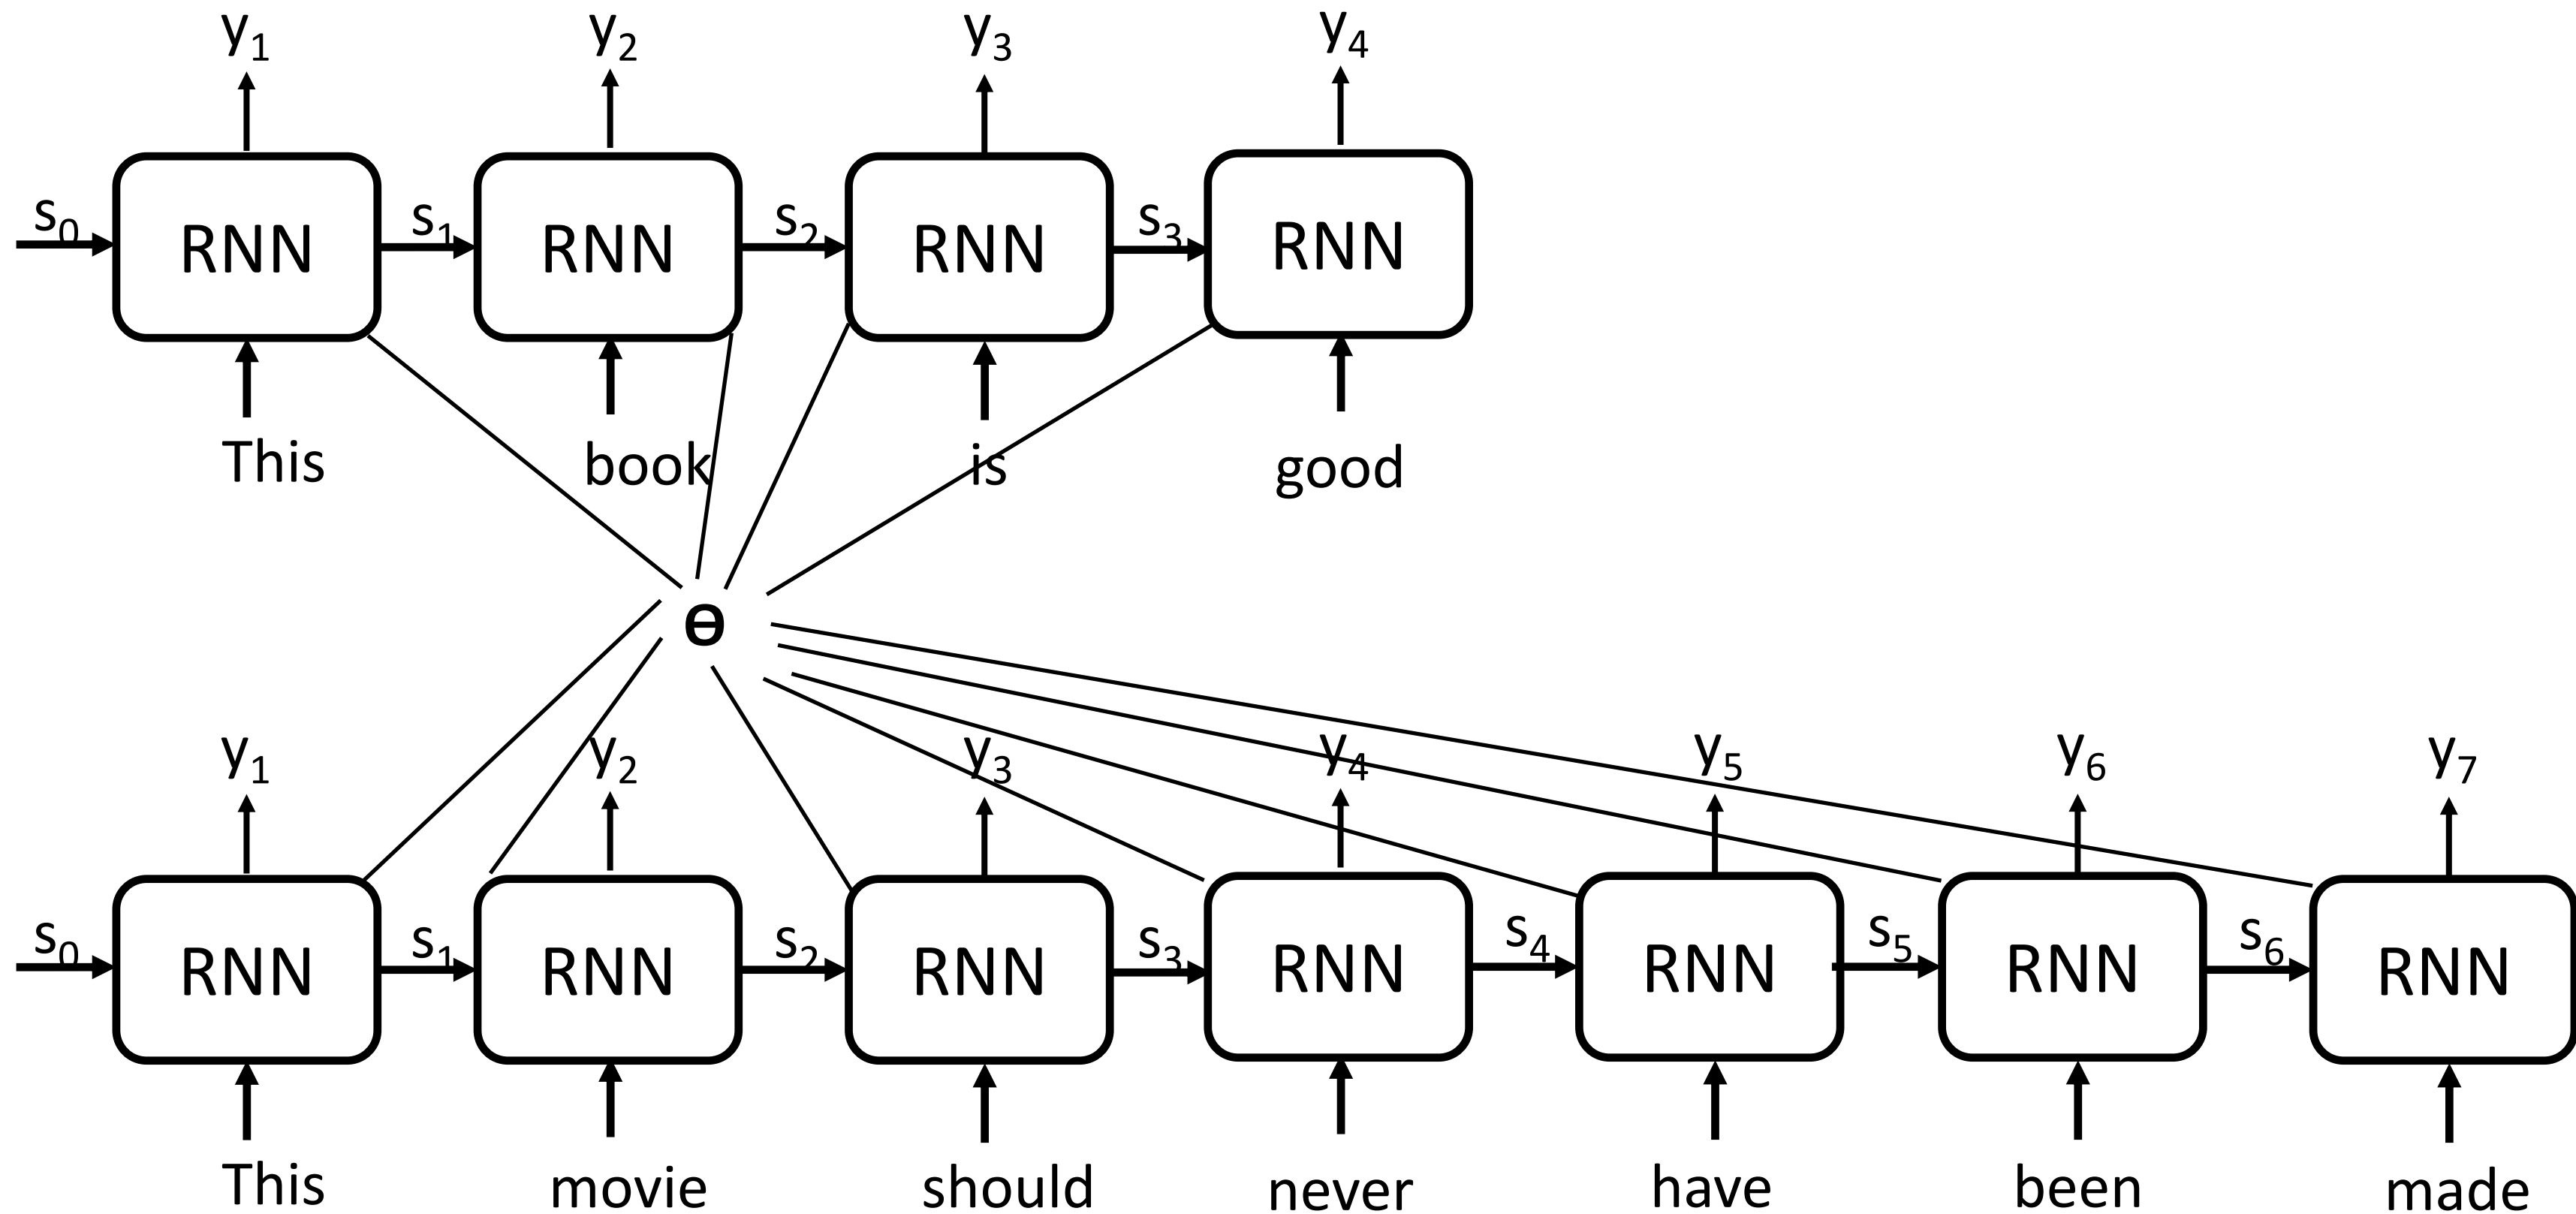 y1 y2 y3 y4
s0 RNN s1 RNN s2 RNN s3 RNN
This book is good
ɵ
y1 y2 y3 y4 y5 y6 y7
s0 RNN s1 RNN s2 RNN s3 RNN s4 RNN s5 RNN s6 RNN
This movie should never have been made